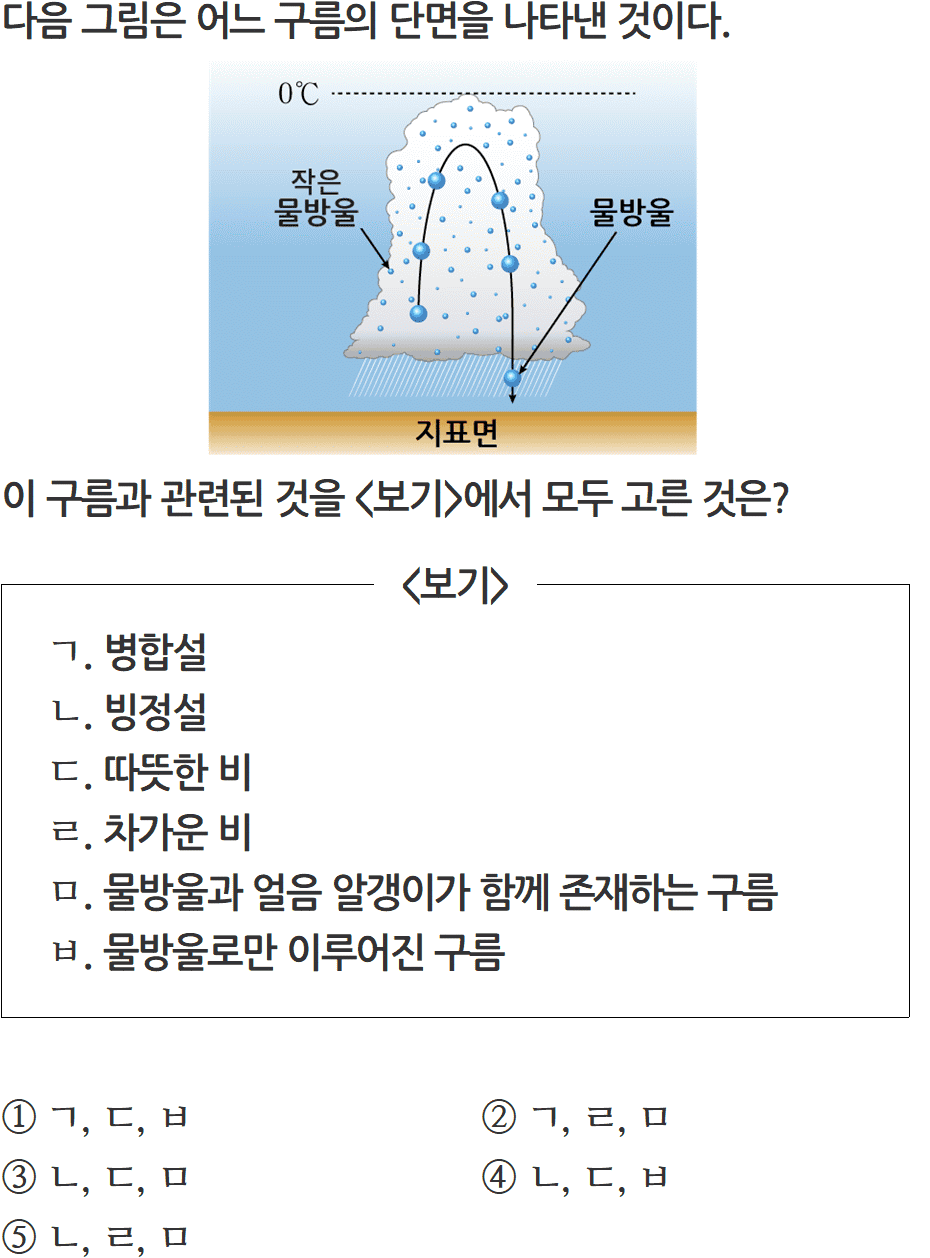 다음 그림은 어느 구름의 단면을 나타낸 것이다.
0℃
작은
물방울
물방울
지표면
이 구름과 관련된 것을 <보기>에서 모두 고른 것은?
<보기>
ㄱ. 병합설
ㄴ. 빙정설
ㄷ. 따뜻한 비
ㄹ. 차가운 비
ㅁ. 물방울과 얼음 알갱이가 함께 존재하는 구름
ㅂ. 물방울로만 이루어진 구름
① ㄱ, ㄷ, ㅂ
② ㄱ, ㄹ, ㅁ
③ ㄴ, ㄷ, ㅁ
④ ㄴ, ㄷ, ㅂ
⑤ ㄴ, ㄹ, ㅁ